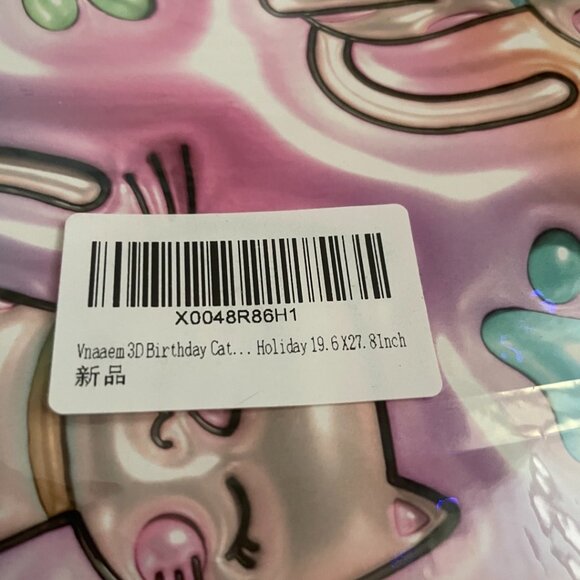 X0048R86H1
Vnaaem 3D Birthday Cat... Holiday 19.6X27.8Inch
新品